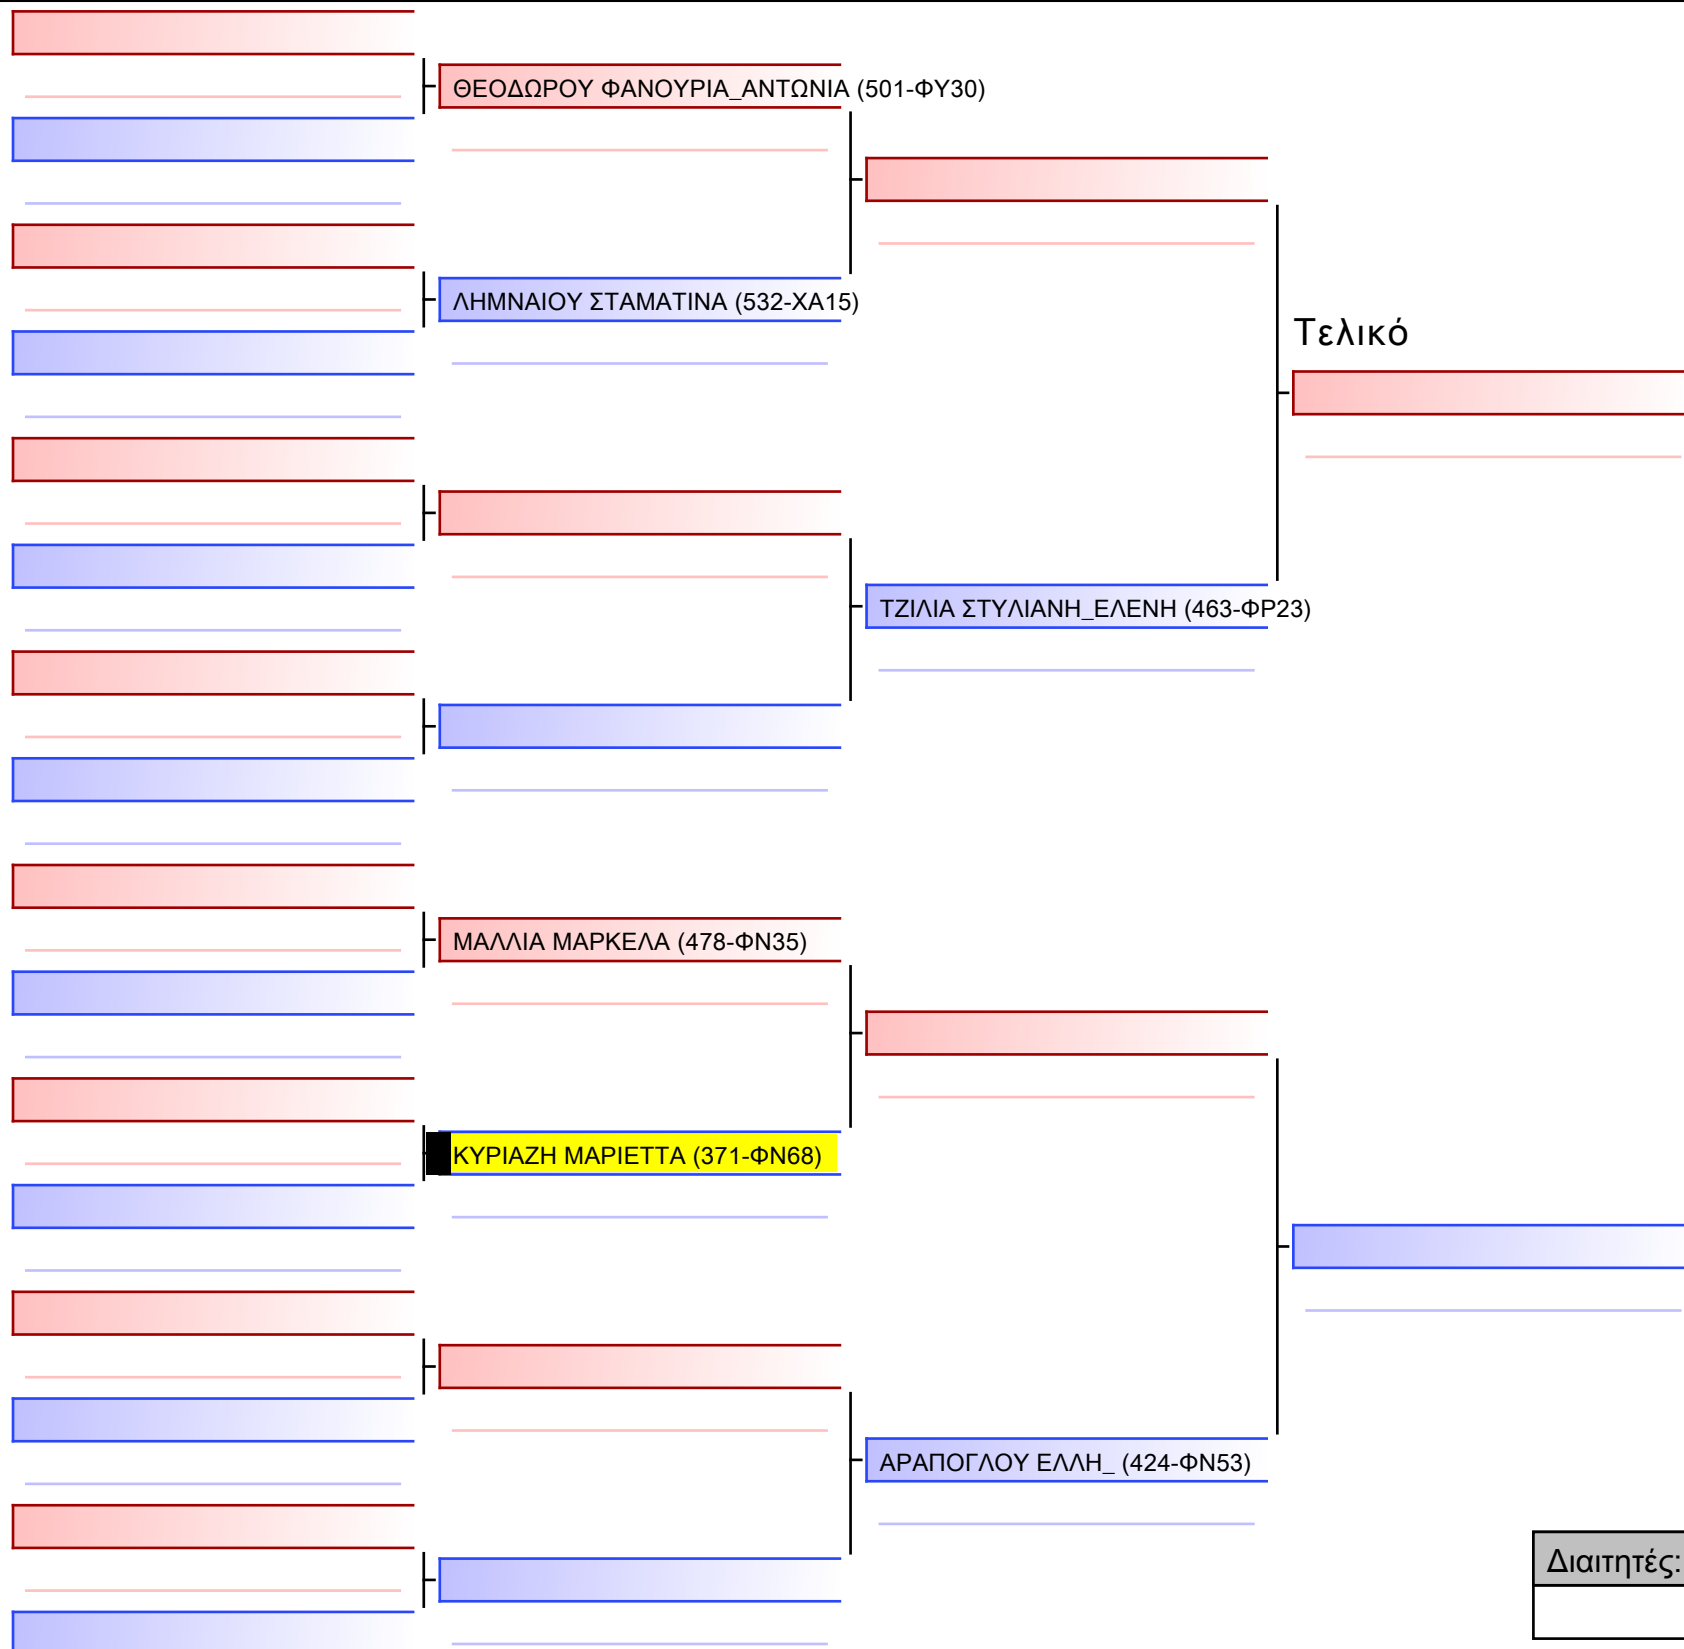 ΘΕΟΔΩΡΟΥ ΦΑΝΟΥΡΙΑ_ΑΝΤΩΝΙΑ (501-ΦΥ30)
ΛΗΜΝΑΙΟΥ ΣΤΑΜΑΤΙΝΑ (532-ΧΑ15)
Τελικό
ΤΖΙΛΙΑ ΣΤΥΛΙΑΝΗ_ΕΛΕΝΗ (463-ΦΡ23)
ΜΑΛΛΙΑ ΜΑΡΚΕΛΑ (478-ΦΝ35)
ΚΥΡΙΑΖΗ ΜΑΡΙΕΤΤΑ (371-ΦΝ68)
ΑΡΑΠΟΓΛΟΥ ΕΛΛΗ_ (424-ΦΝ53)
Διαιτητές: